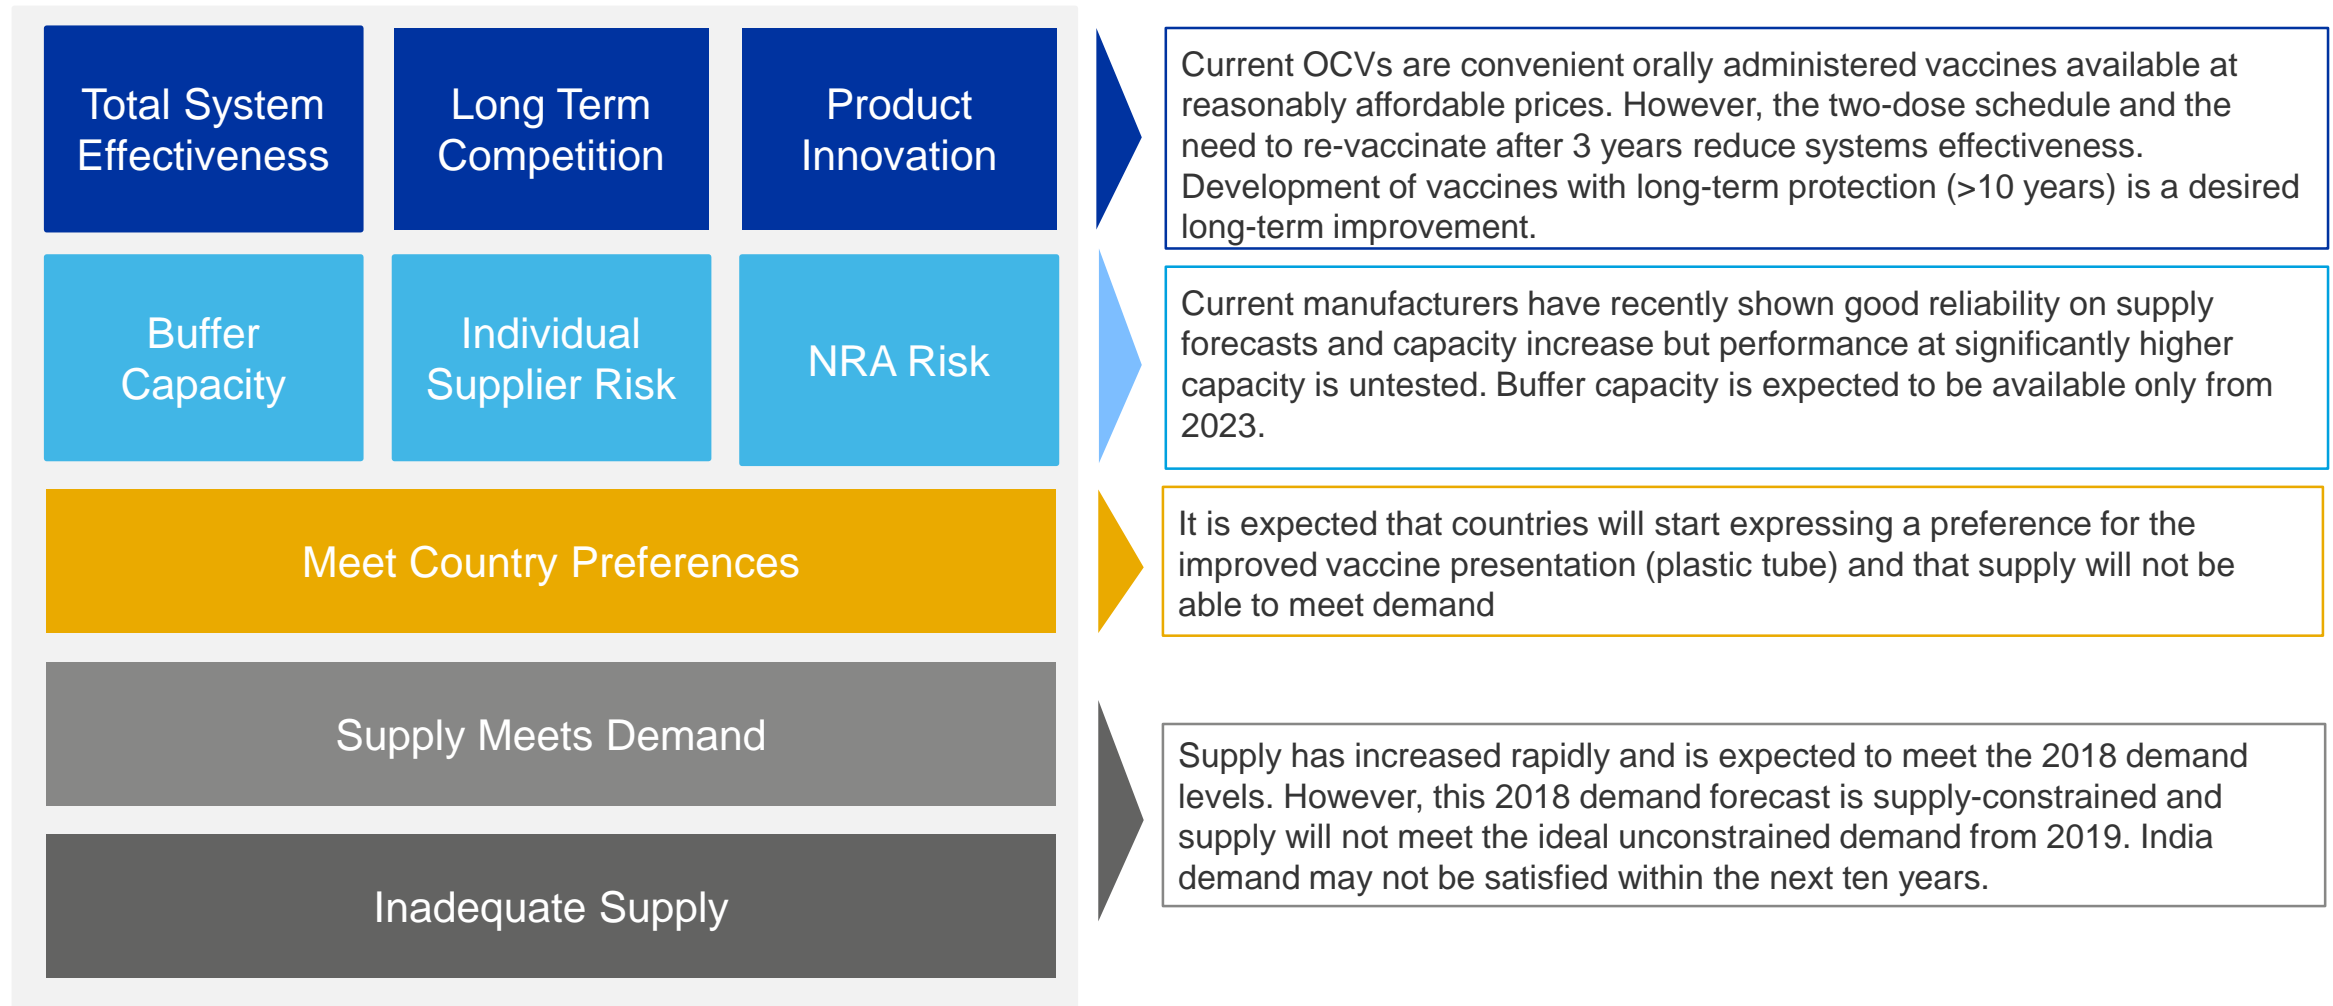 Total System
Effectiveness
Long Term
Competition
Product
Innovation
Current OCVs are convenient orally administered vaccines available at
reasonably affordable prices. However, the two-dose schedule and the
need to re-vaccinate after 3 years reduce systems effectiveness.
Development of vaccines with long-term protection (>10 years) is a desired
long-term improvement.
Buffer
Capacity
Individual
Supplier Risk
NRA Risk
Current manufacturers have recently shown good reliability on supply
forecasts and capacity increase but performance at significantly higher
capacity is untested. Buffer capacity is expected to be available only from
2023.
Meet Country Preferences
It is expected that countries will start expressing a preference for the
improved vaccine presentation (plastic tube) and that supply will not be
able to meet demand
Supply Meets Demand
Inadequate Supply
Supply has increased rapidly and is expected to meet the 2018 demand
levels. However, this 2018 demand forecast is supply-constrained and
supply will not meet the ideal unconstrained demand from 2019. India
demand may not be satisfied within the next ten years.